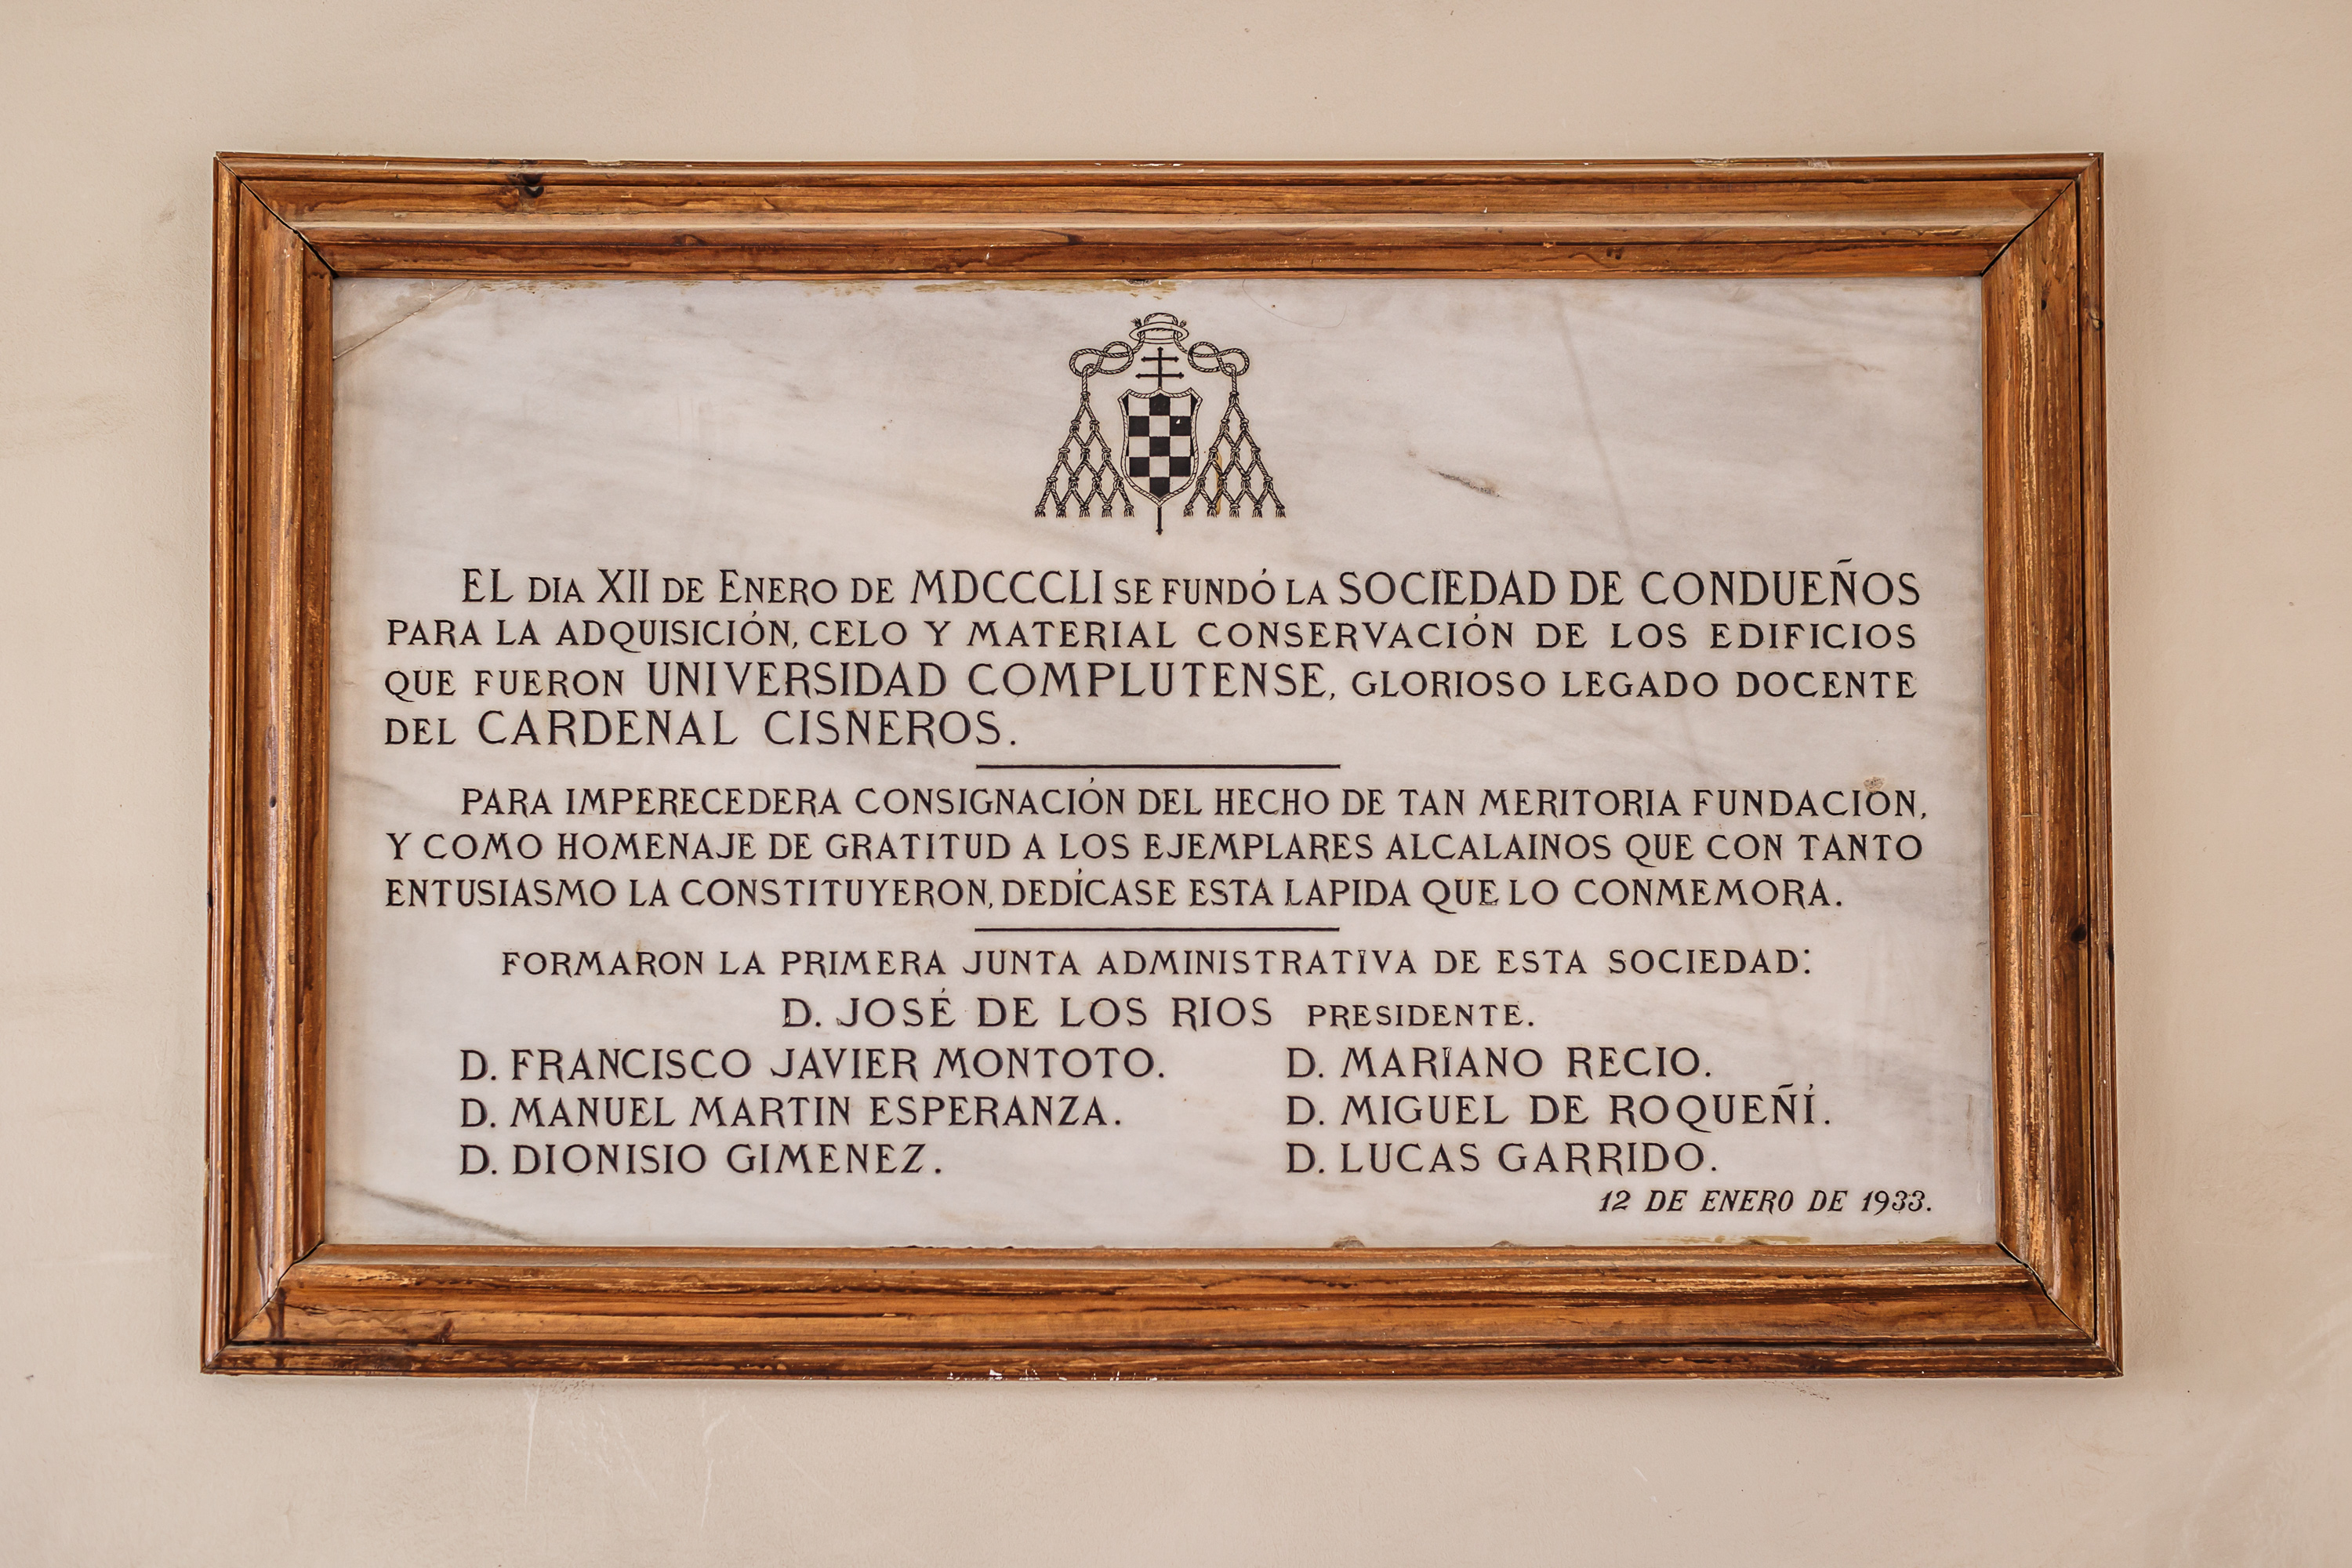 EL DIA XII DE ENERO DE MDCCCLI SE FUNDÓ LA SOCIEDAD DE CONDUEÑOS
PARA LA ADQUISICIÓN, CELO Y MATERIAL CONSERVACIÓN DE LOS EDIFICIOS
QUE FUERON UNIVERSIDAD COMPLUTENSE, GLORIOSO LEGADO DOCENTE
DEL CARDENAL CISNEROS.
PARA IMPERECEDERA CONSIGNACIÓN DEL HECHO DE TAN MERITORIA FUNDACIÓN,
Y COMO HOMENAJE DE GRATITUD A LOS EJEMPLARES ALCALAINOS QUE CON TANTO
ENTUSIASMO LA CONSTITUYERON, DEDÍCASE ESTA LAPIDA QUE LO CONMEMORA.
FORMARON LA PRIMERA JUNTA ADMINISTRATIVA DE ESTA SOCIEDAD:
D. JOSÉ DE LOS RIOS PRESIDENTE.
D. FRANCISCO JAVIER MONTOTO. D. MARIANO RECIO.
D. MANUEL MARTIN ESPERANZA. D. MIGUEL DE ROQUEÑÍ.
D. DIONISIO GIMENEZ. D. LUCAS GARRIDO.
12 DE ENERO DE 1933.